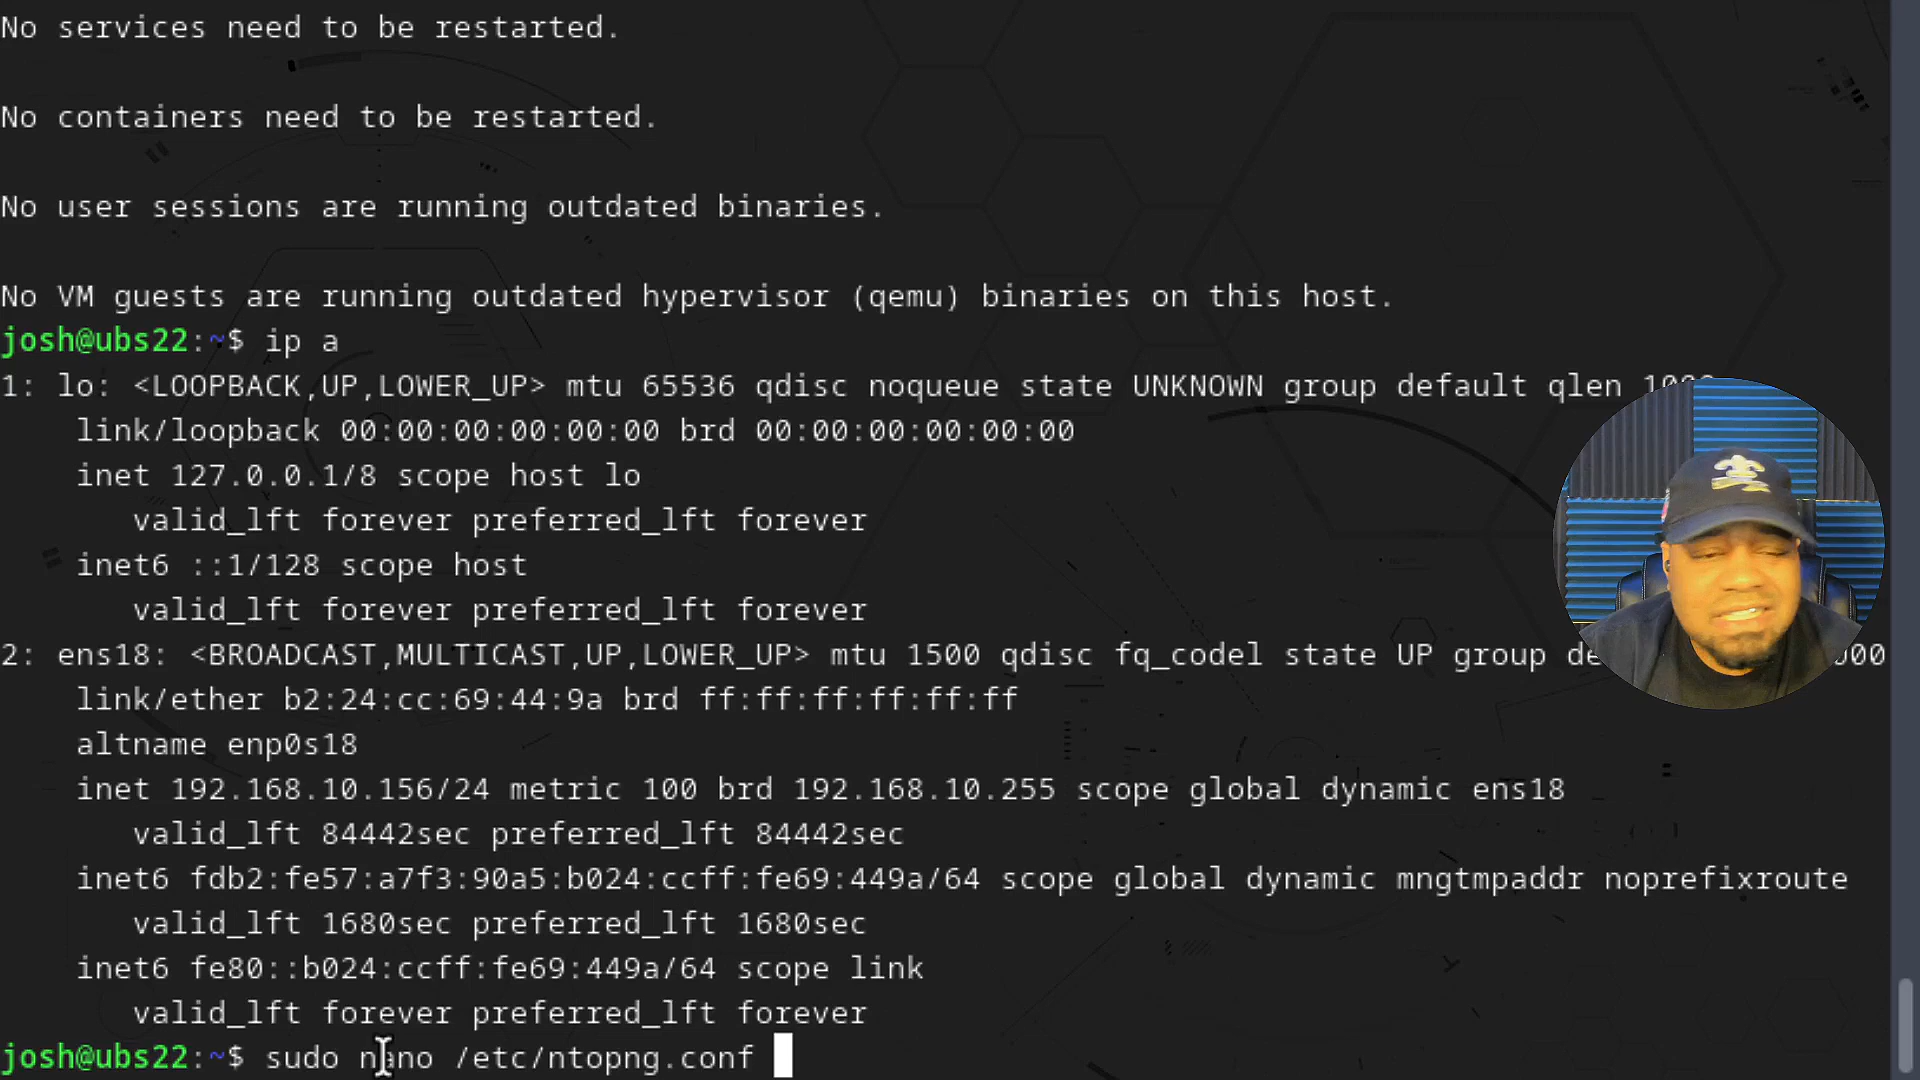 No services need to be restarted.
No containers need to be restarted.
No user sessions are running outdated binaries.
No VM guests are running outdated hypervisor (qemu) binaries on this host.
josh@ubs22:~$ ip a
1: lo: <LOOPBACK,UP,LOWER_UP> mtu 65536 qdisc noqueue state UNKNOWN group default qlen 1000
link/loopback 00:00:00:00:00:00 brd 00:00:00:00:00:00
inet 127.0.0.1/8 scope host lo
valid_lft forever preferred_lft forever
inet6 ::1/128 scope host
valid_lft forever preferred_lft forever
2: ens18: <BROADCAST,MULTICAST,UP,LOWER_UP> mtu 1500 qdisc fq_codel state UP group de 000
link/ether b2:24:cc:69:44:9a brd ff:ff:ff:ff:ff:ff
altname enp0s18
inet 192.168.10.156/24 metric 100 brd 192.168.10.255 scope global dynamic ens18
valid_lft 84442sec preferred_lft 84442sec
inet6 fdb2:fe57:a7f3:90a5:b024:ccff:fe69:449a/64 scope global dynamic mngtmpaddr noprefixroute
valid_lft 1680sec preferred_lft 1680sec
inet6 fe80::b024:ccff:fe69:449a/64 scope link
valid_lft forever preferred_lft forever
josh@ubs22:~$ sudo nano /etc/ntopng.conf